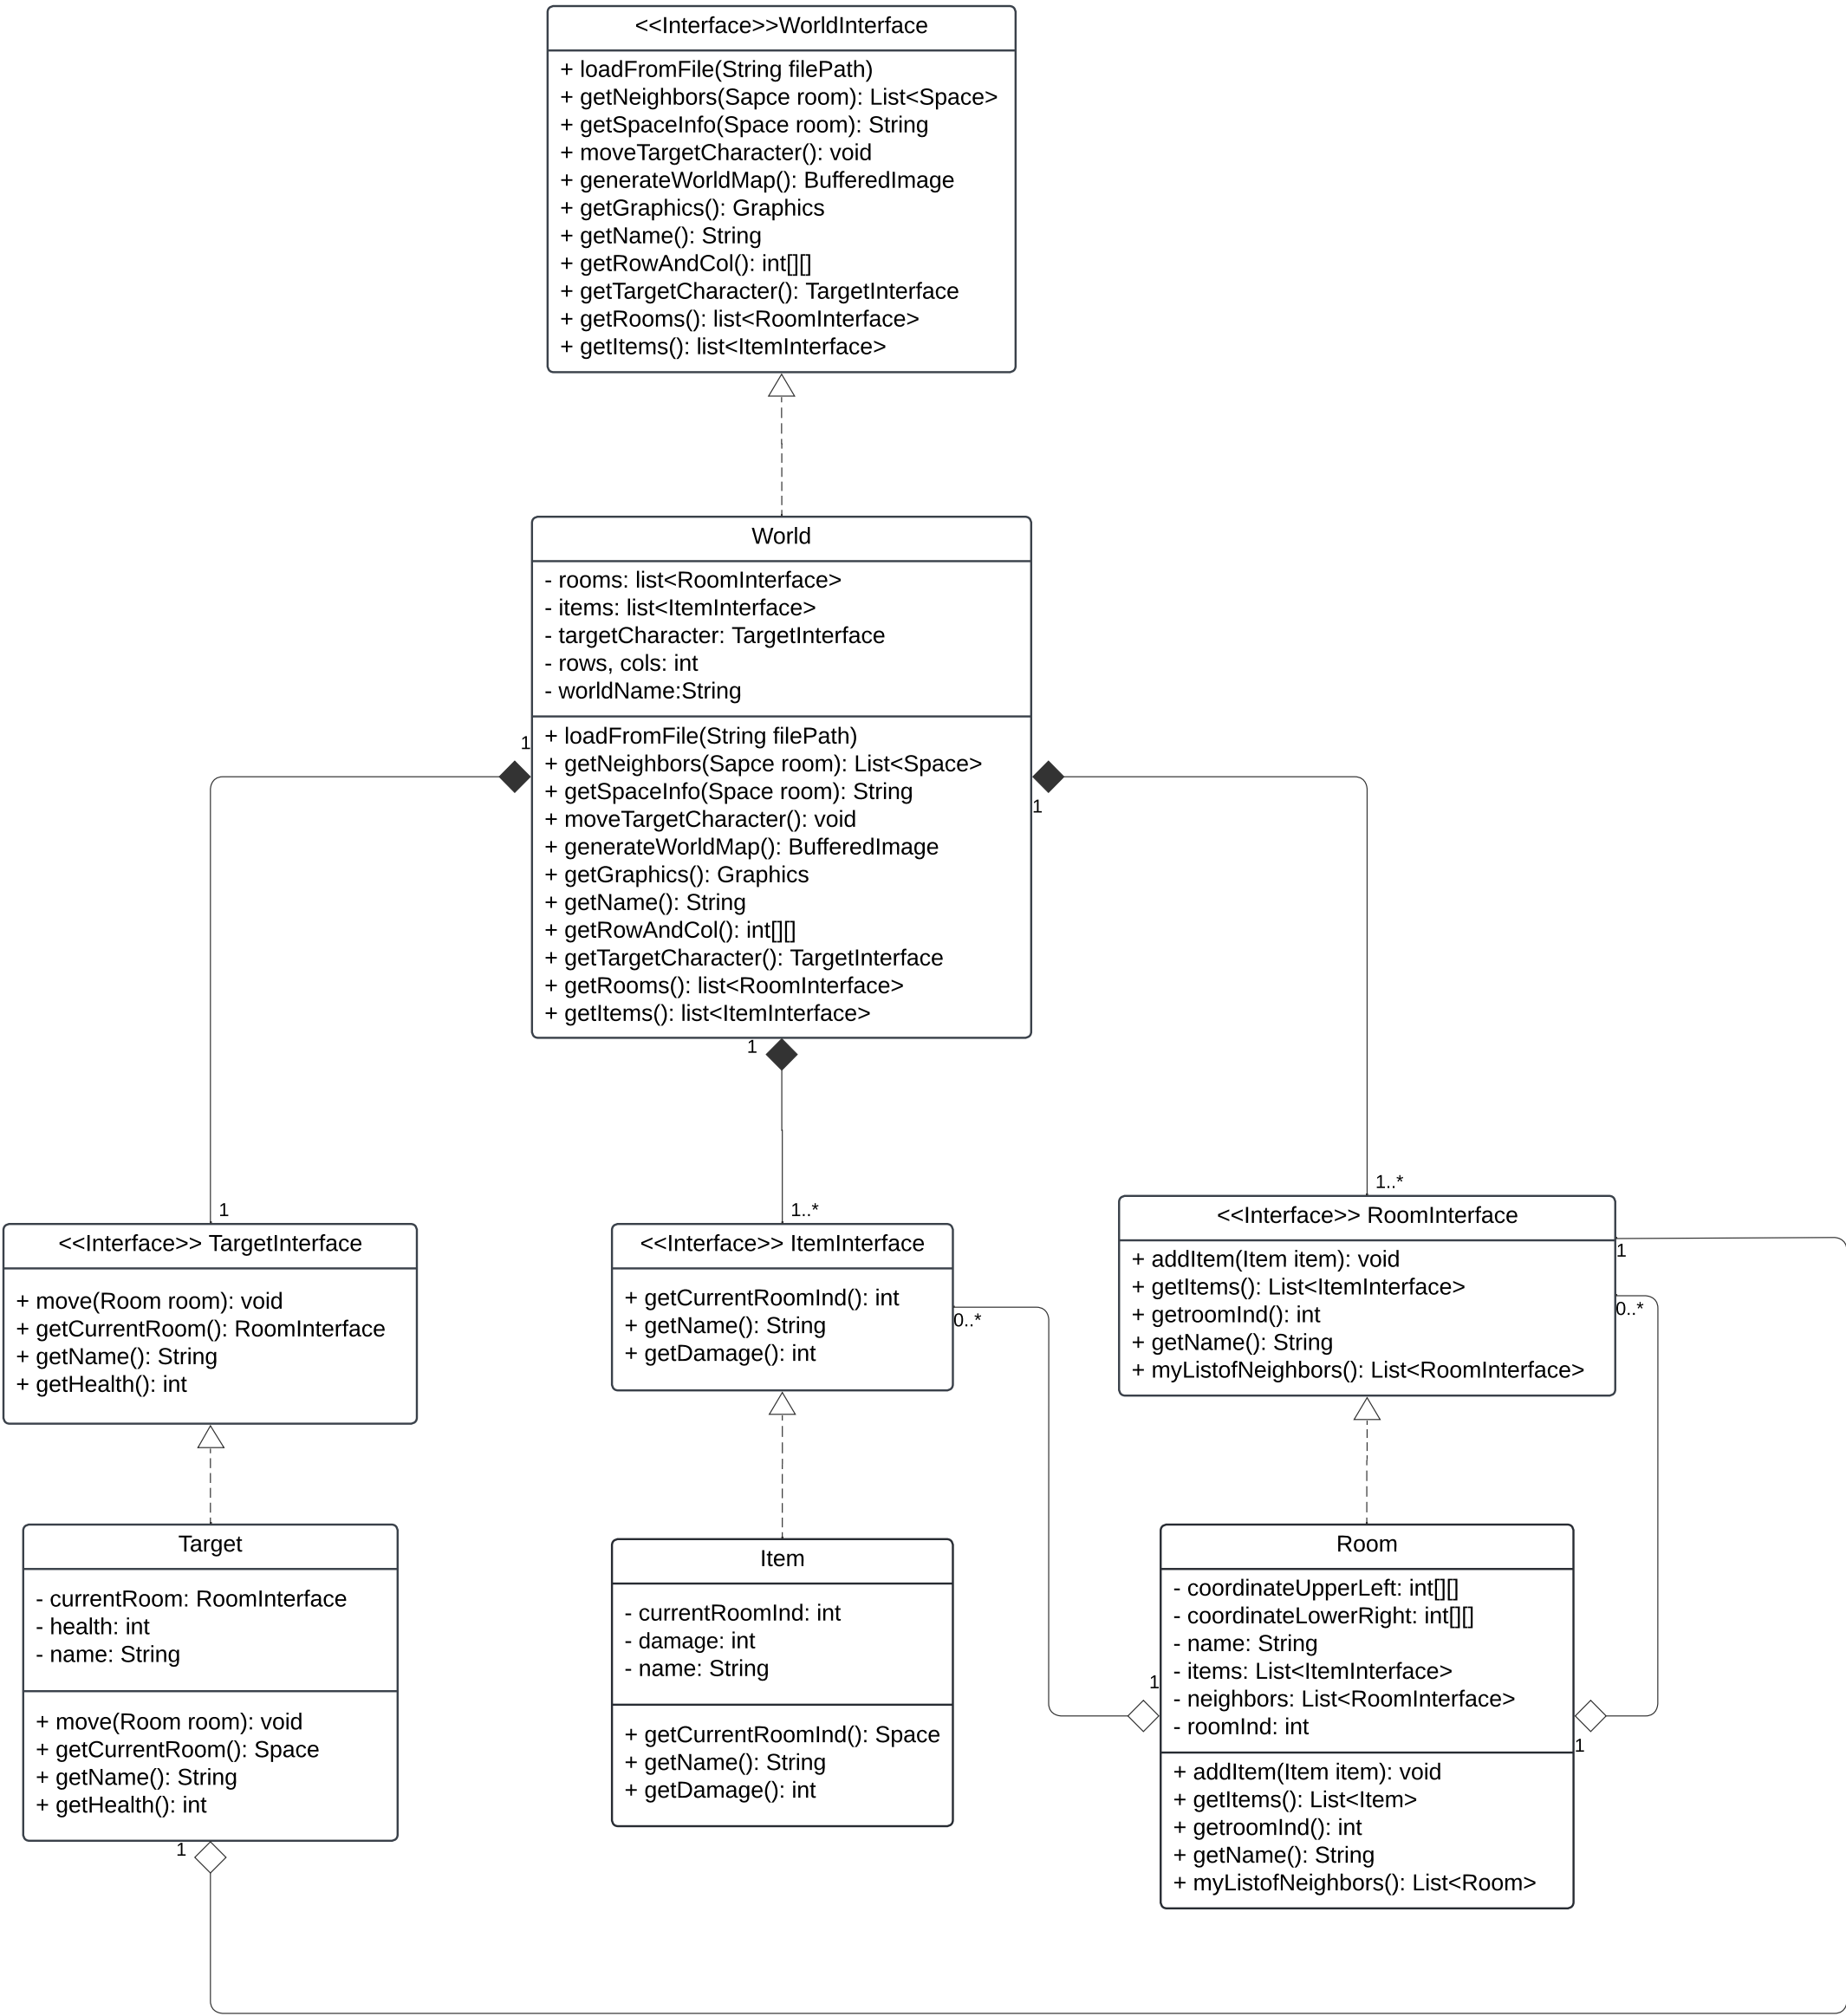 <<Interface>>WorldInterface
+ loadFromFile(String filePath)
+ getNeighbors(Sapce room): List<Space>
+ getSpaceInfo(Space room): String
+ moveTargetCharacter(): void
+ generateWorldMap(): BufferedImage
+ getGraphics(): Graphics
+ getName(): String
+ getRowAndCol(): int[][]
+ getTargetCharacter(): TargetInterface
+ getRooms(): list<RoomInterface>
+ getItems(): list<ItemInterface>
World
- rooms: list<RoomInterface>
- items: list<ItemInterface>
- targetCharacter: TargetInterface
- rows, cols: int
- worldName:String
+ loadFromFile(String filePath)
+ getNeighbors(Sapce room): List<Space>
+ getSpaceInfo(Space room): String
+ moveTargetCharacter(): void
+ generateWorldMap(): BufferedImage
+ getGraphics(): Graphics
+ getName(): String
+ getRowAndCol(): int[][]
+ getTargetCharacter(): TargetInterface
+ getRooms(): list<RoomInterface>
+ getItems(): list<ItemInterface>
1
1
1
1
1..*
1..*
<<Interface>> TargetInterface
+ move(Room room): void
+ getCurrentRoom(): RoomInterface
+ getName(): String
+ getHealth(): int
<<Interface>> ItemInterface
+ getCurrentRoomInd(): int
+ getName(): String
+ getDamage(): int
0..*
<<Interface>> RoomInterface
+ addItem(Item item): void
+ getItems(): List<ItemInterface>
+ getroomInd(): int
+ getName(): String
+ myListofNeighbors(): List<RoomInterface>
1
0..*
Target
- currentRoom: RoomInterface
- health: int
- name: String
+ move(Room room): void
+ getCurrentRoom(): Space
+ getName(): String
+ getHealth(): int
1
Item
- currentRoomInd: int
- damage: int
- name: String
+ getCurrentRoomInd(): Space
+ getName(): String
+ getDamage(): int
1
Room
- coordinateUpperLeft: int[][]
- coordinateLowerRight: int[][]
- name: String
- items: List<ItemInterface>
- neighbors: List<RoomInterface>
- roomInd: int
+ addItem(Item item): void
+ getItems(): List<Item>
+ getroomInd(): int
+ getName(): String
+ myListofNeighbors(): List<Room>
1